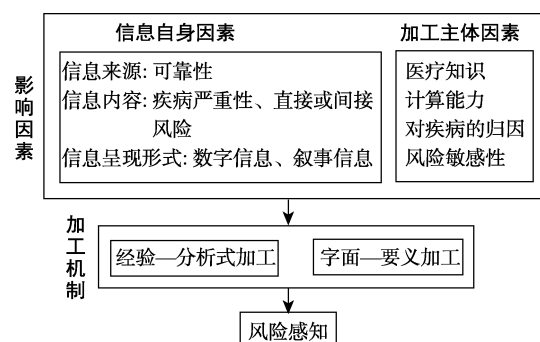 影响因素
信息自身因素
信息来源: 可靠性
信息内容: 疾病严重性、直接或间接
风险
信息呈现形式: 数字信息、叙事信息
加工主体因素
医疗知识
计算能力
对疾病的归因
风险敏感性
加工机制
经验—分析式加工
字面—要义加工
风险感知